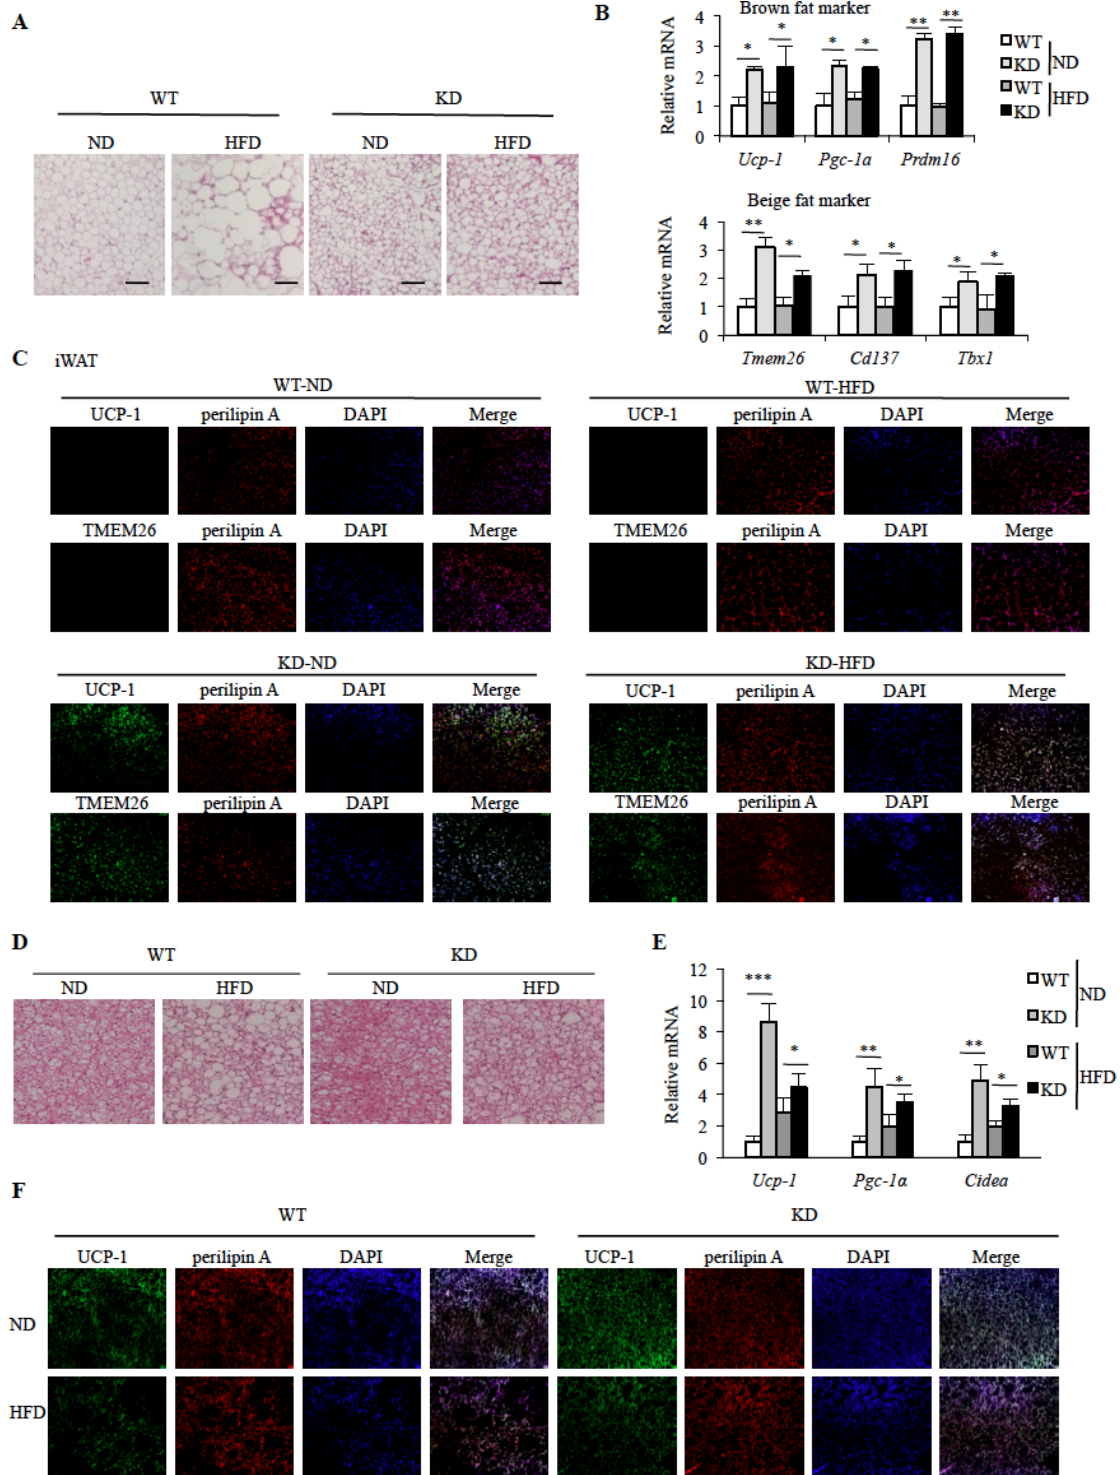 A
WT KD
ND HFD ND HFD
B
Brown fat marker
Relative mRNA
4
3
2
1
0
* * * * ** **
Ucp-1 Pgc-1a Prdm16
WT
KD
ND
WT
KD
HFD
Beige fat marker
Relative mRNA
4
3
2
1
0
** * * * * *
Tmem26 Cd137 Tbx1
C iWAT
WT-ND
UCP-1 perilipin A DAPI Merge
TMEM26 perilipin A DAPI Merge
WT-HFD
UCP-1 perilipin A DAPI Merge
TMEM26 perilipin A DAPI Merge
KD-ND
UCP-1 perilipin A DAPI Merge
TMEM26 perilipin A DAPI Merge
KD-HFD
UCP-1 perilipin A DAPI Merge
TMEM26 perilipin A DAPI Merge
D
WT KD
ND HFD ND HFD
E
Relative mRNA
12
10
8
6
4
2
0
*** * ** * ** *
Ucp-1 Pgc-1α Cidea
WT
KD
ND
WT
KD
HFD
F
WT KD
UCP-1 perilipin A DAPI Merge UCP-1 perilipin A DAPI Merge
ND
HFD